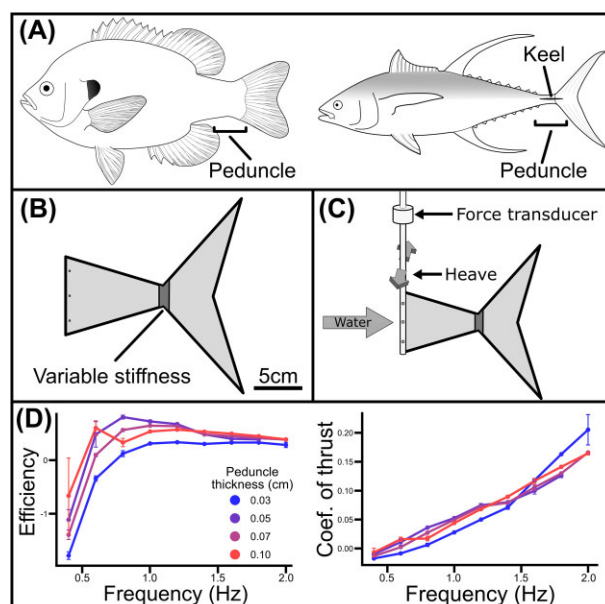 (A)
Keel
Peduncle
Peduncle
(B)
Variable stiffness
5cm
(C)
Force transducer
Heave
Water
(D)
Efficiency
0
-1
0.5
1.0
1.5
2.0
Frequency (Hz)
Peduncle
thickness (cm)
0.03
0.05
0.07
0.10
Coef. of thrust
0.20
0.15
0.10
0.05
0.00
0.5
1.0
1.5
2.0
Frequency (Hz)